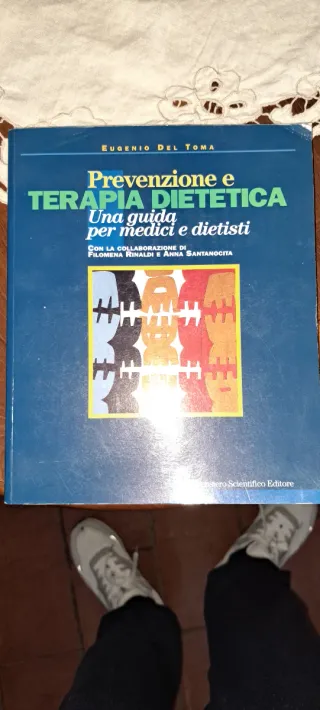 EUGENIO DEL TOMA
Prevenzione e
TERAPIA DIETETICA
Una guida
per medici e dietisti
CON LA COLLABORAZIONE DI
FILOMENA RINALDI E ANNA SANTANOCITA
Scientifico Editore